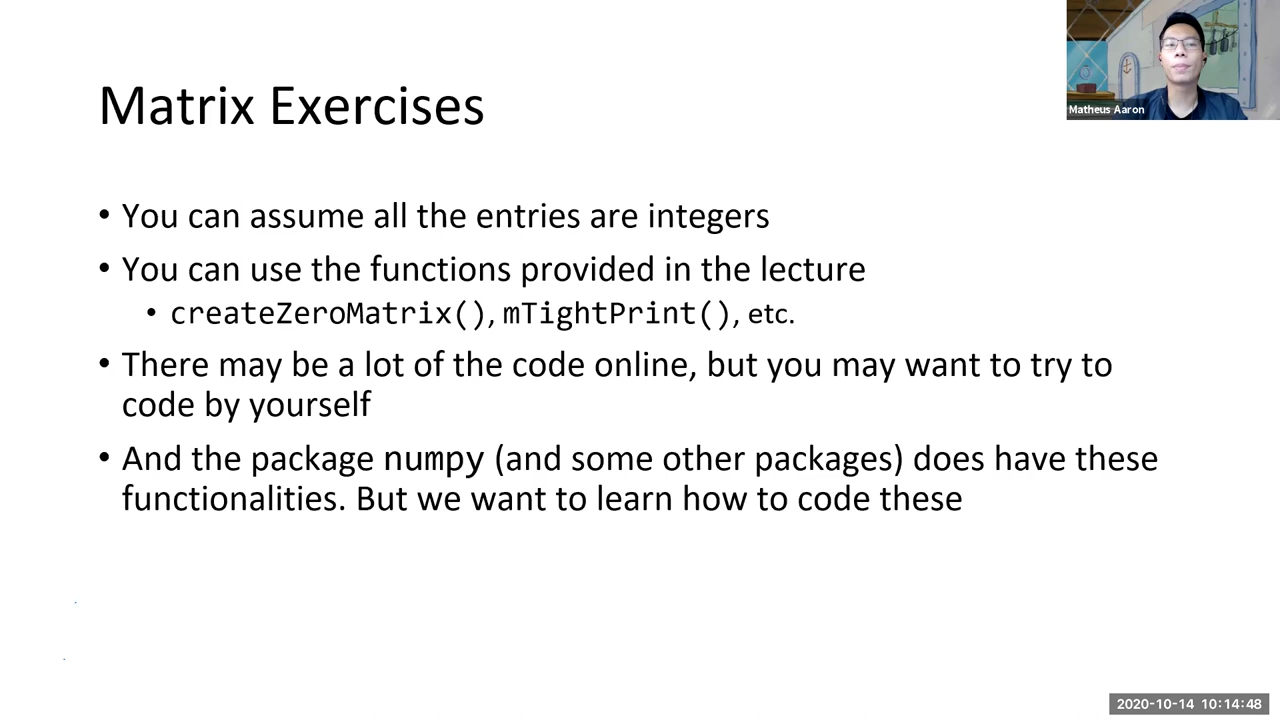 Matrix Exercises
Matheus Aaron
• You can assume all the entries are integers
• You can use the functions provided in the lecture
• createZeroMatrix(), mTightPrint(), etc.
• There may be a lot of the code online, but you may want to try to
code by yourself
• And the package numpy (and some other packages) does have these
functionalities. But we want to learn how to code these
2020-10-14 10:14:48